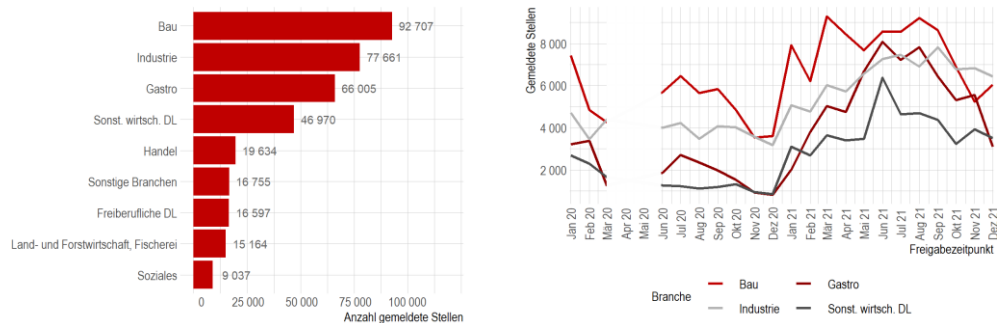 Bau
92 707
Industrie
77 661
Gastro
66 005
Sonst. wirtsch. DL
46 970
Handel
19 634
Sonstige Branchen
16 755
Freiberufliche DL
16 597
Land- und Forstwirtschaft, Fischerei
15 164
Soziales
9 037
0
25 000
50 000
75 000
100 000
Anzahl gemeldete Stellen
Gemeldete Stellen
8 000
6 000
4 000
2 000
Jan 20
Feb 20
Mär 20
Apr 20
Mai 20
Jun 20
Jul 20
Aug 20
Sep 20
Okt 20
Nov 20
Dez 20
Jan 21
Feb 21
Mär 21
Apr 21
Mai 21
Jun 21
Jul 21
Aug 21
Sep 21
Okt 21
Nov 21
Dez 21
Freigabezeitpunkt
Branche
Bau
Gastro
Industrie
Sonst. wirtsch. DL